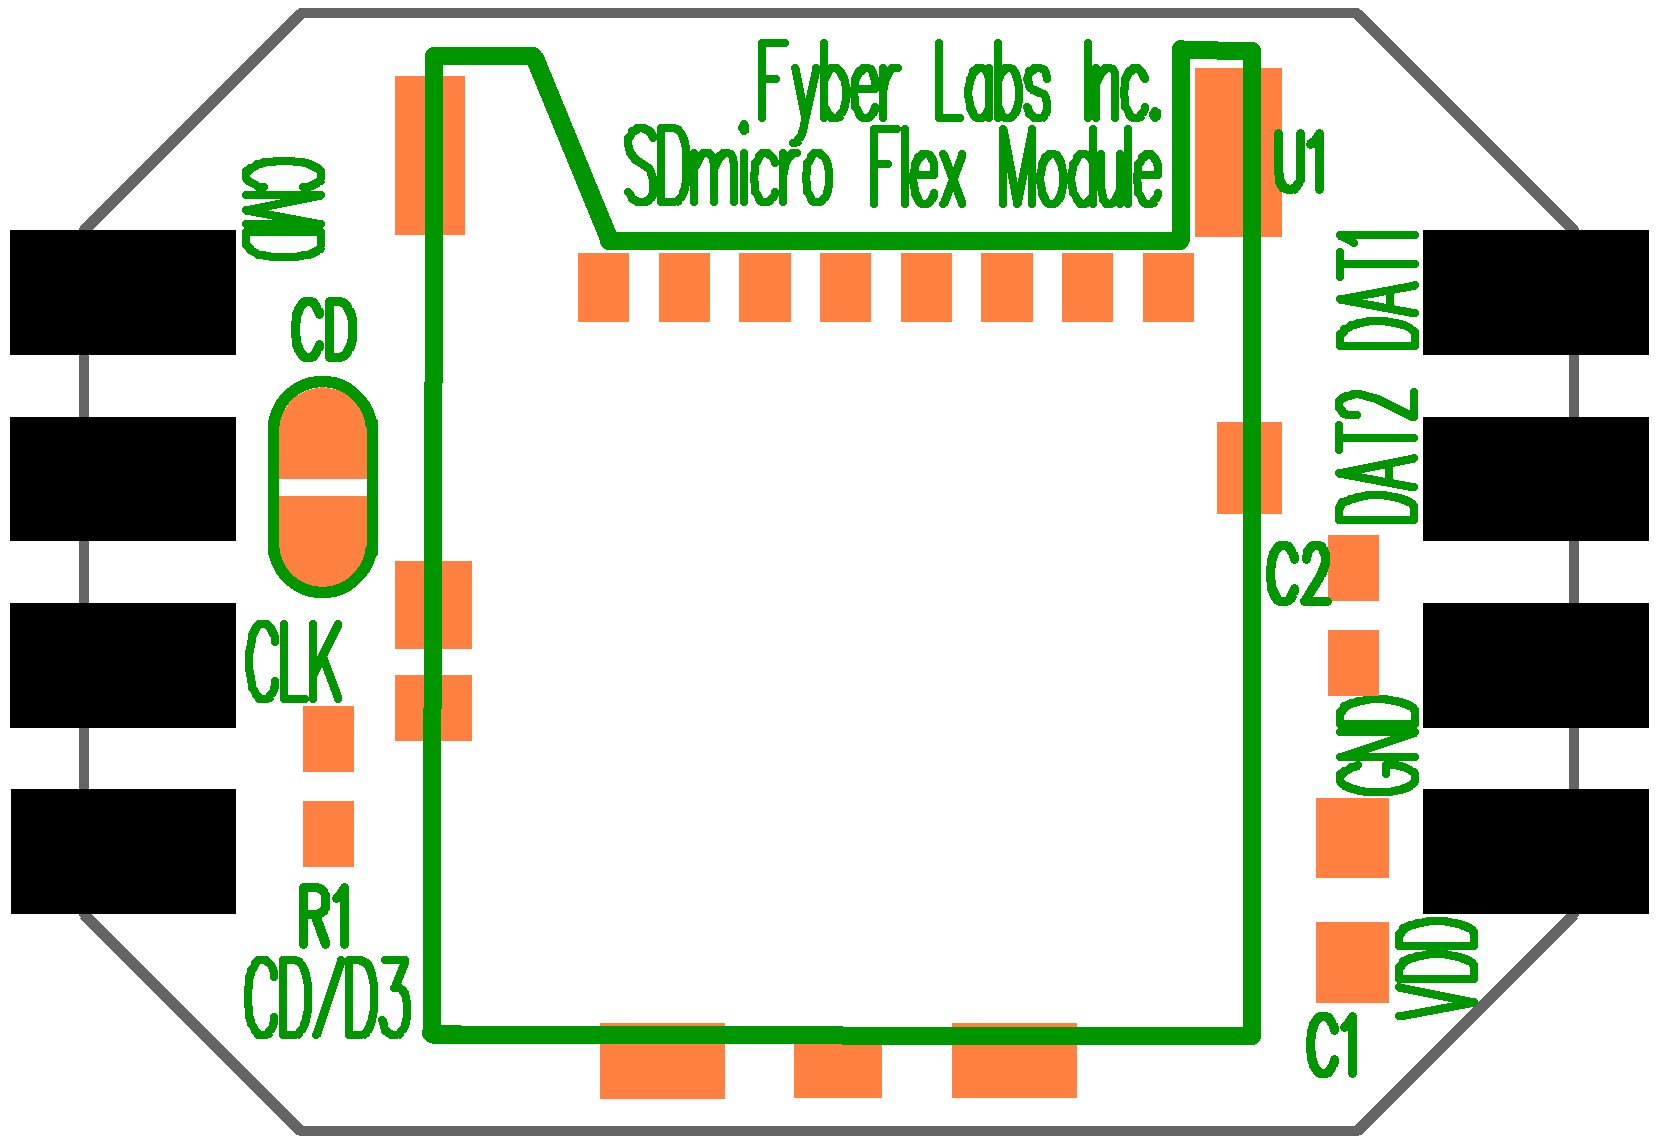 Fyber Labs Inc.
SDmicro Flex Module
U1
CMD
CD
DAT1
DAT2
C2
CLK
GND
R1
CD/D3
VDD
C1